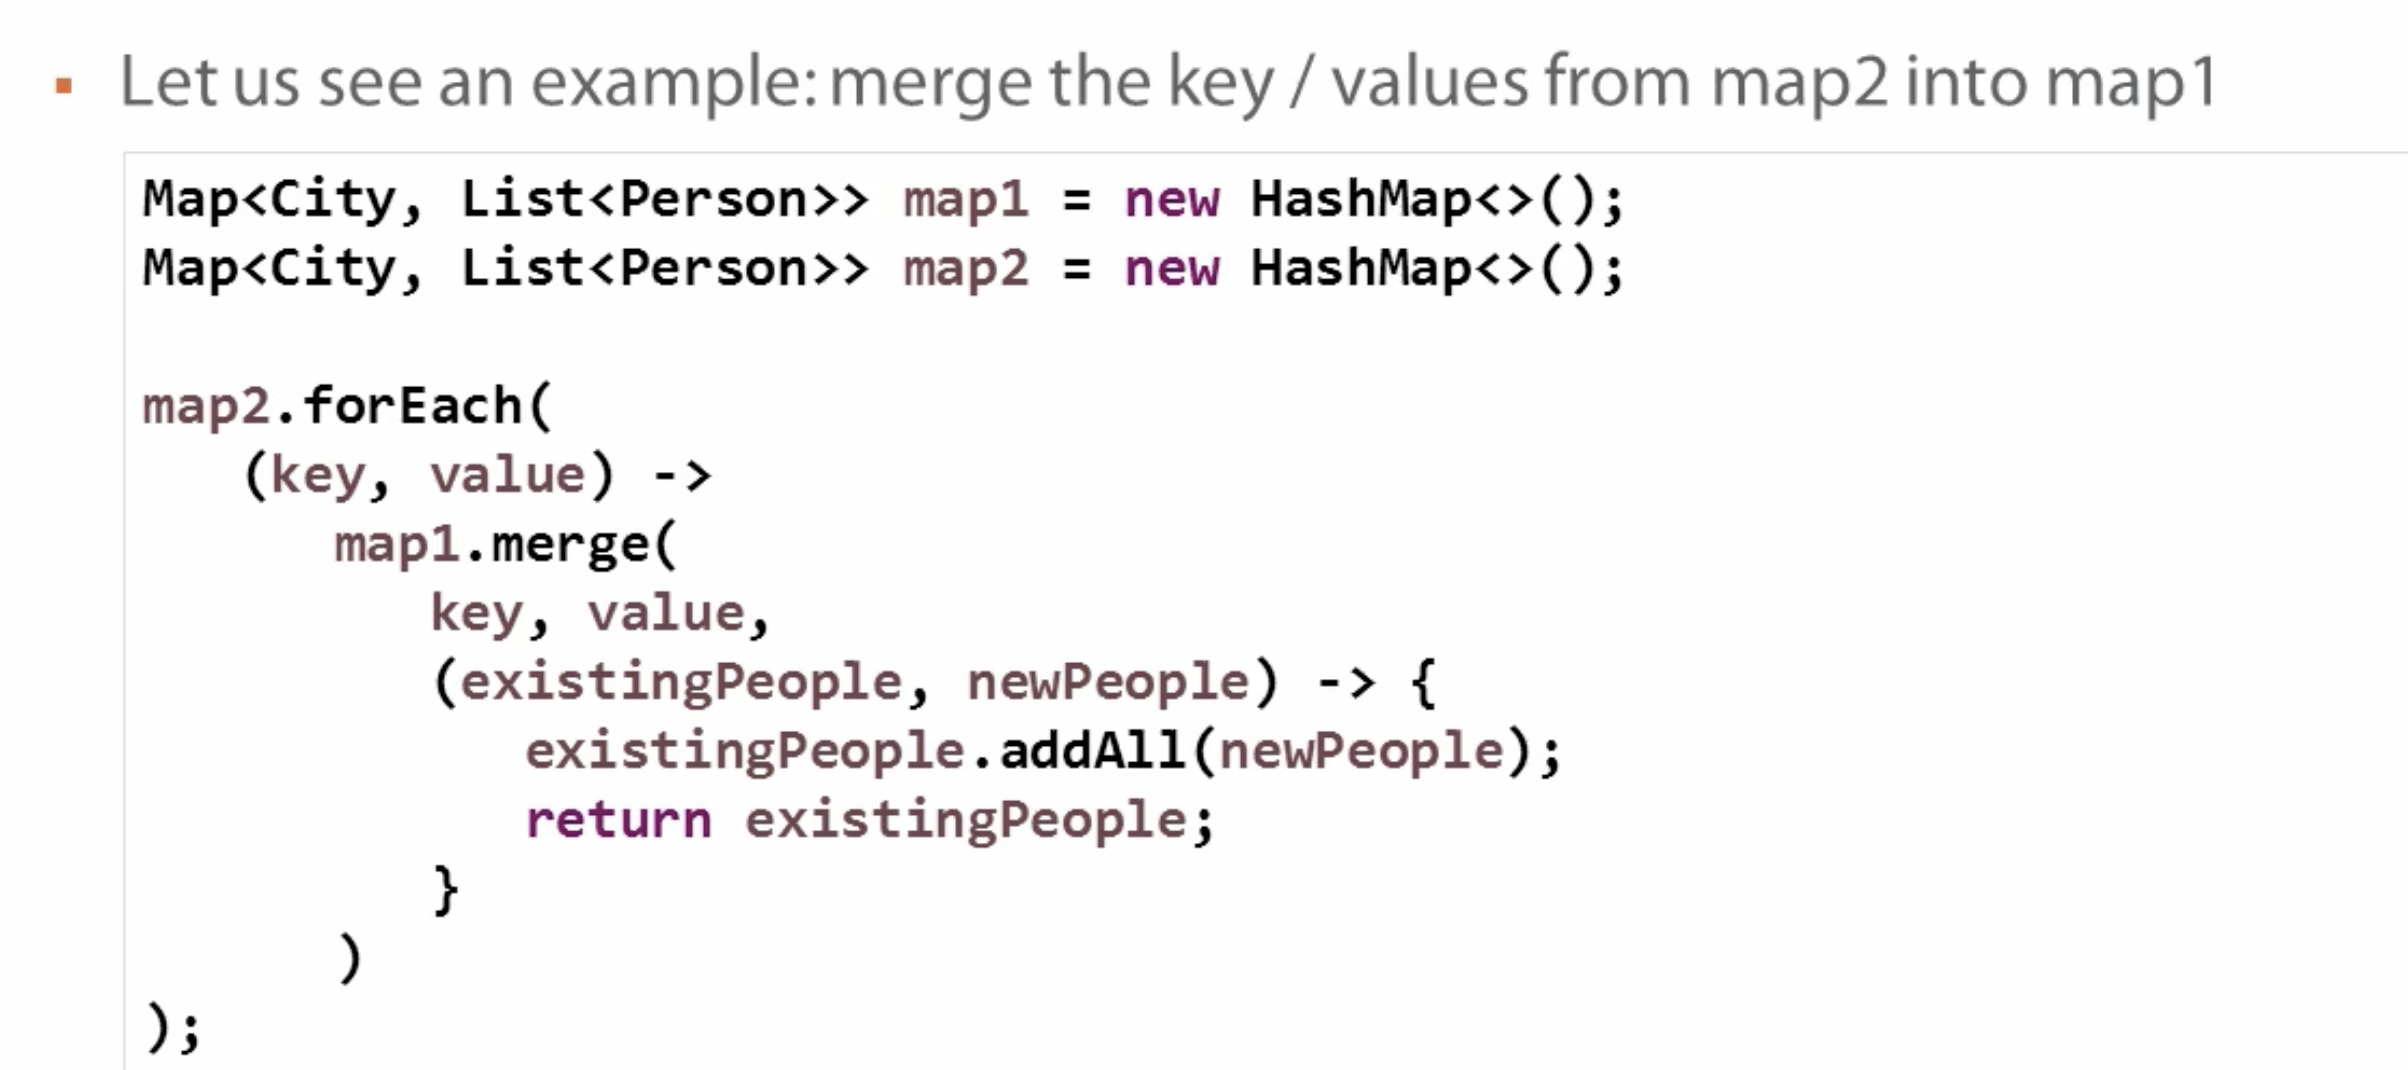 ▪ Let us see an example: merge the key / values from map2 into map1
Map<City, List<Person>> map1 = new HashMap<>();
Map<City, List<Person>> map2 = new HashMap<>();

map2.forEach(
   (key, value) ->
      map1.merge(
         key, value,
         (existingPeople, newPeople) -> {
            existingPeople.addAll(newPeople);
            return existingPeople;
         }
      )
);